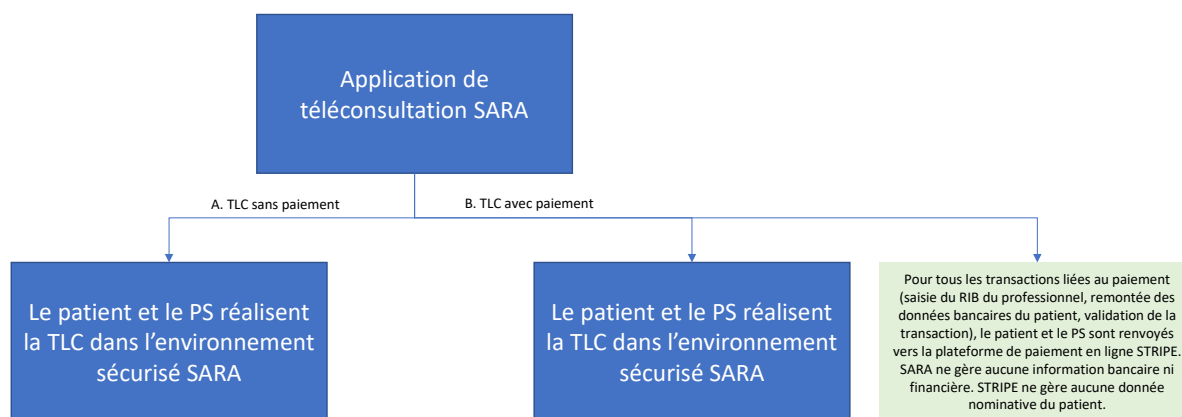 Application de
téléconsultation SARA
A. TLC sans paiement
B. TLC avec paiement
Le patient et le PS réalisent
la TLC dans l’environnement
sécurisé SARA
Le patient et le PS réalisent
la TLC dans l’environnement
sécurisé SARA
Pour tous les transactions liées au paiement
(saisie du RIB du professionnel, remontée des
données bancaires du patient, validation de la
transaction), le patient et le PS sont renvoyés
vers la plateforme de paiement en ligne STRIPE.
SARA ne gère aucune information bancaire ni
financière. STRIPE ne gère aucune donnée
nominative du patient.